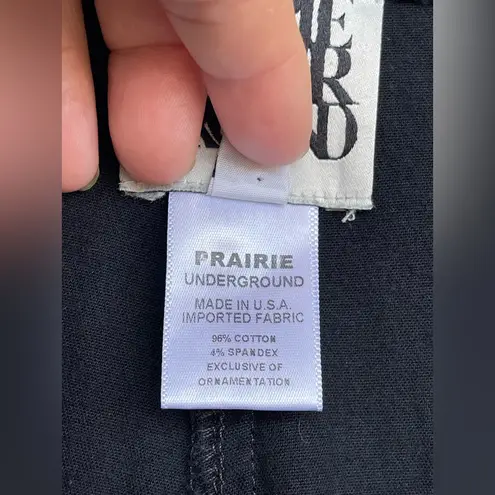 PRAIRIE
UNDERGROUND
MADE IN U.S.A.
IMPORTED FABRIC
96% COTTON
4% SPANDEX
EXCLUSIVE OF
ORNAMENTATION